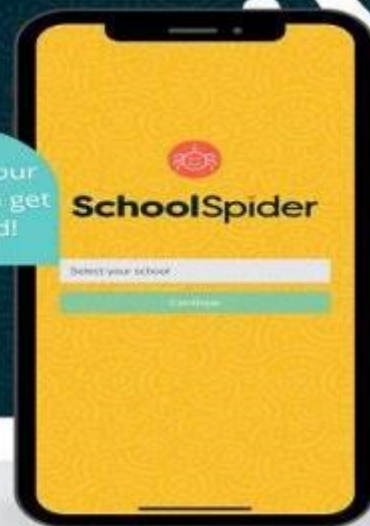 our
get
d!
SchoolSpider
Select your school
Continue